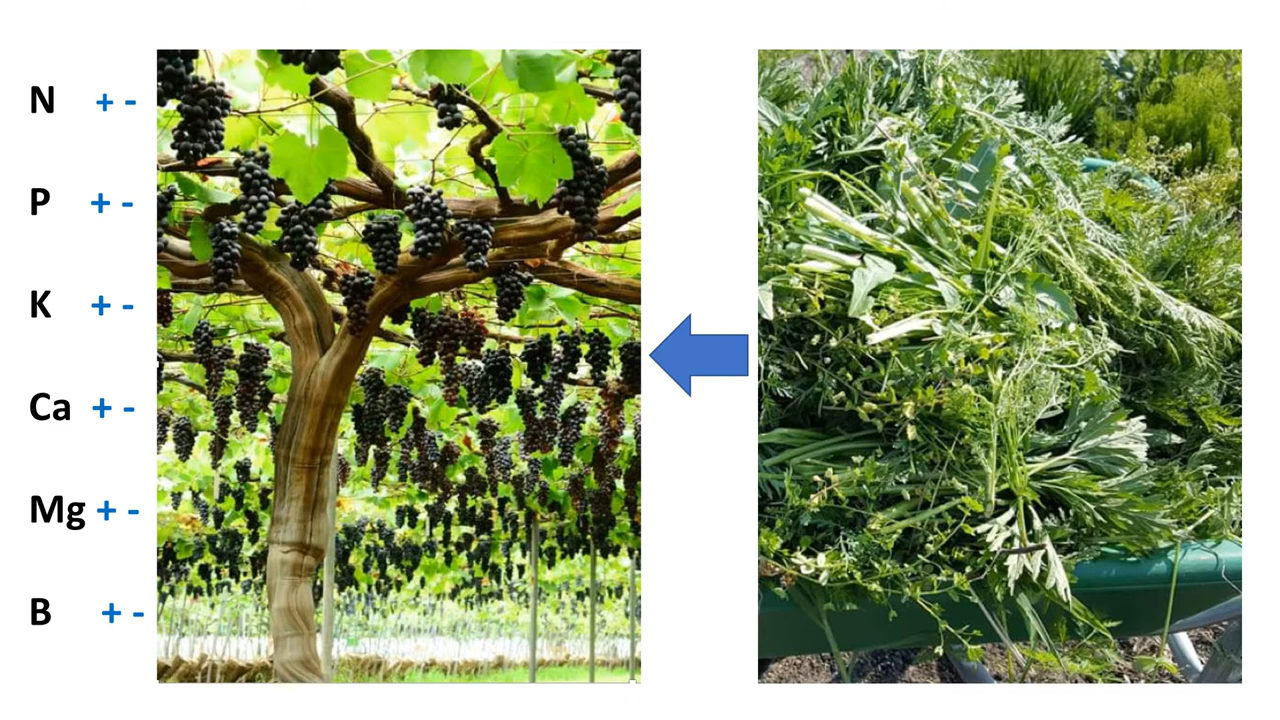 N + -
P + -
K + -
Ca + -
Mg + -
B + -